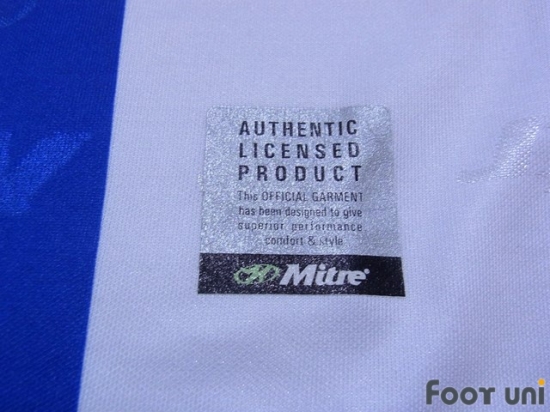 AUTHENTIC
LICENSED
PRODUCT
This OFFICIAL GARMENT
has been designed to give
superior performance
comfort & style
Mitre®
FOOT UNI